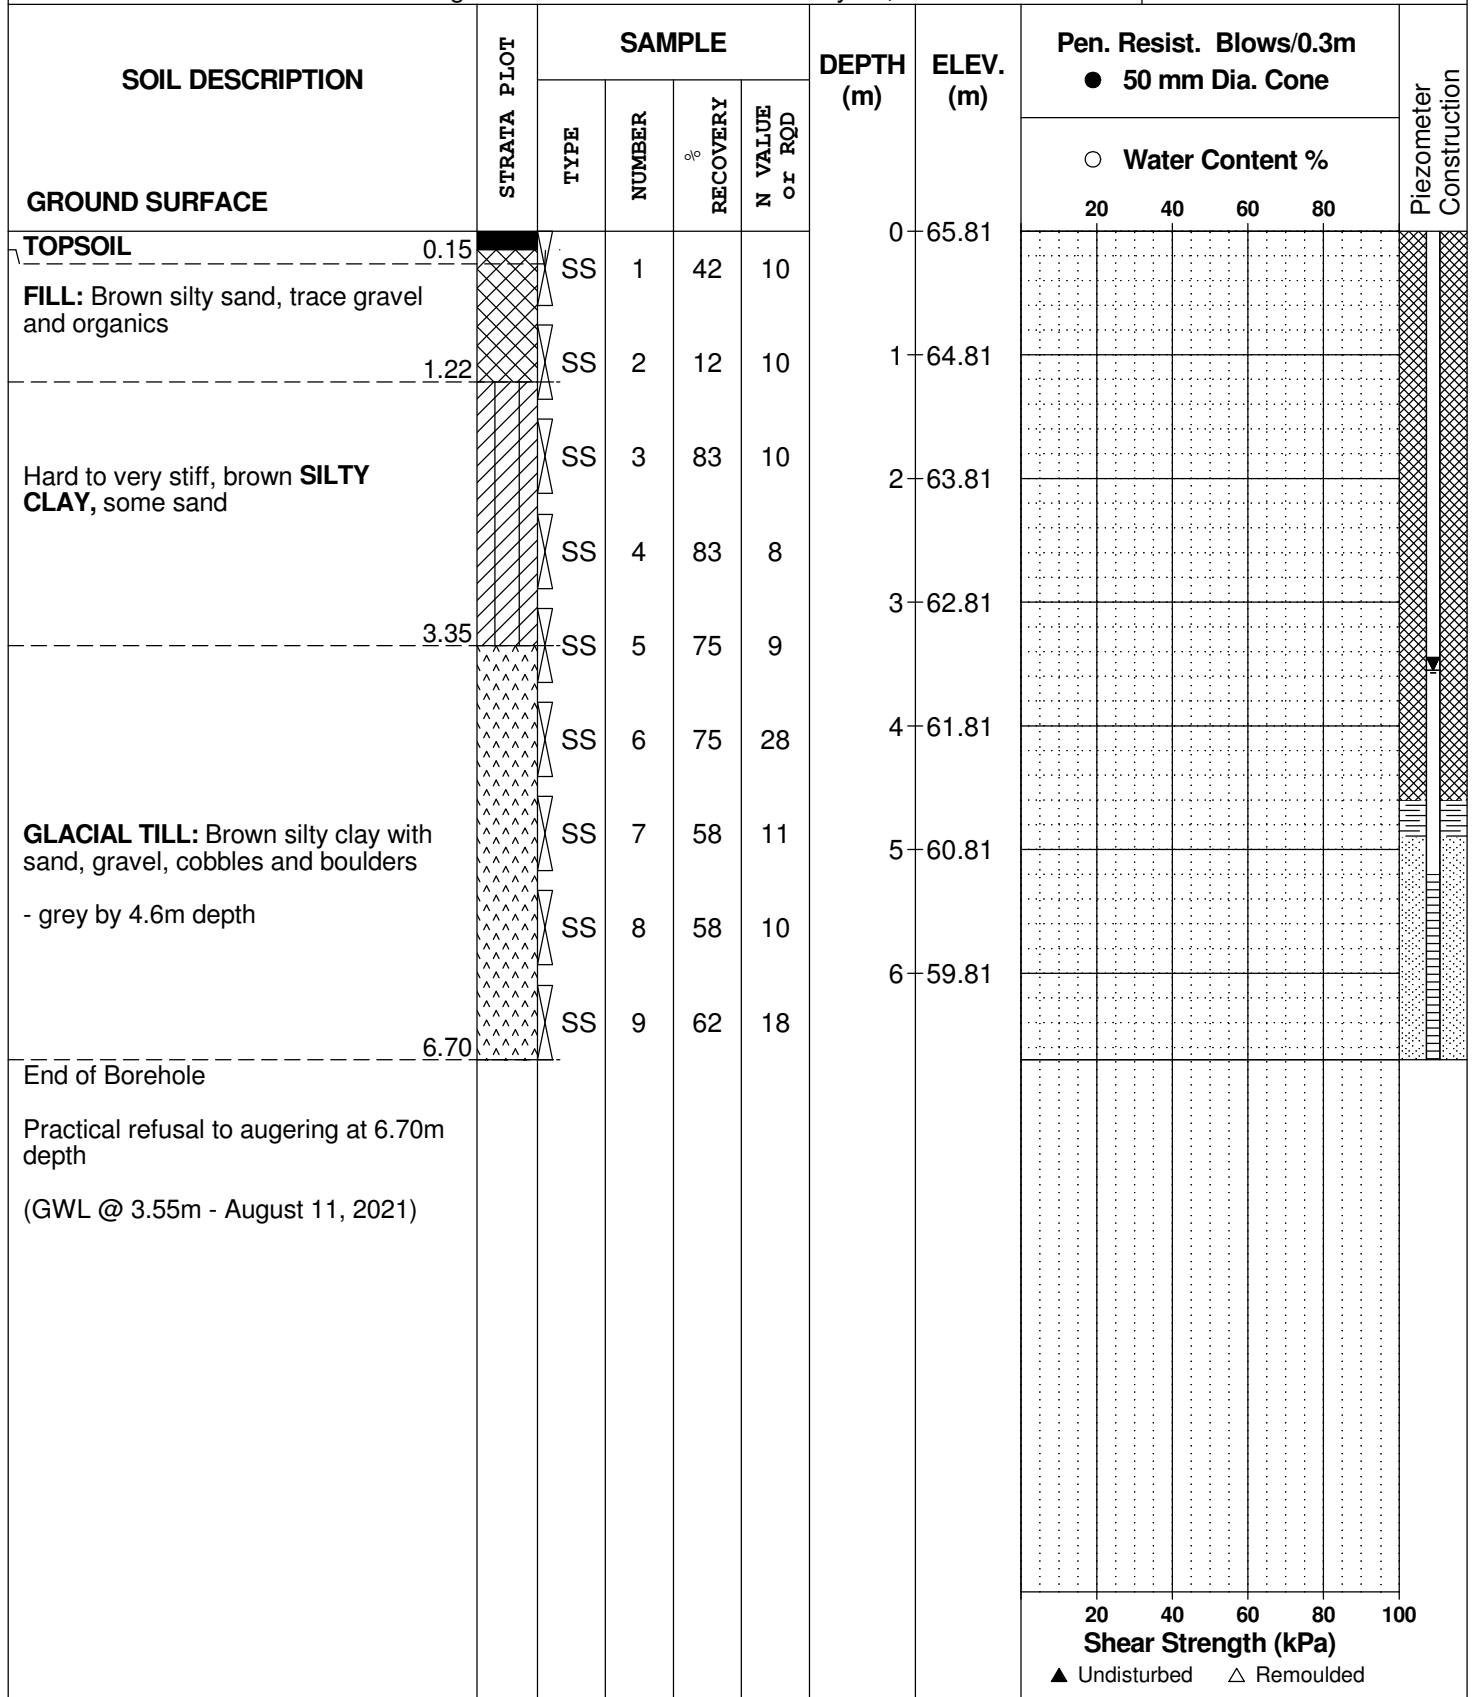 SOIL DESCRIPTION
GROUND SURFACE
STRATA PLOT
SAMPLE
TYPE
NUMBER
%
RECOVERY
N VALUE
or RQD
DEPTH
(m)
ELEV.
(m)
Pen. Resist. Blows/0.3m
● 50 mm Dia. Cone
○ Water Content %
20 40 60 80
Piezometer
Construction
0 65.81
TOPSOIL 0.15
SS 1 42 10
FILL: Brown silty sand, trace gravel
and organics
1.22
SS 2 12 10
1 64.81
SS 3 83 10
Hard to very stiff, brown SILTY
CLAY, some sand
2 63.81
SS 4 83 8
3 62.81
3.35
SS 5 75 9
SS 6 75 28
4 61.81
GLACIAL TILL: Brown silty clay with
sand, gravel, cobbles and boulders
SS 7 58 11
5 60.81
- grey by 4.6m depth
SS 8 58 10
6 59.81
SS 9 62 18
6.70
End of Borehole
Practical refusal to augering at 6.70m
depth
(GWL @ 3.55m - August 11, 2021)
20 40 60 80 100
Shear Strength (kPa)
▲ Undisturbed △ Remoulded